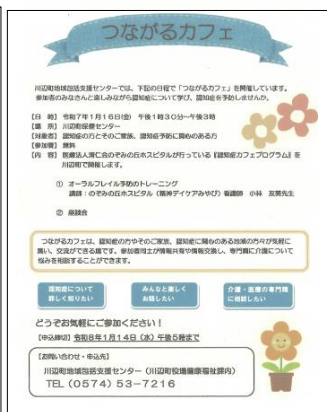 つながるカフェ
川辺町地域包括支援センターでは、下記の日程で「つながるカフェ」を開催しています。
参加者のみなさんと楽しみながら認知症について学び、認知症を予防しませんか。
【日　時】 令和7年1月16日(金)　午後1時30分～午後3時
【場　所】 川辺町保健センター
【対象者】 認知症の方とそのご家族、認知症予防に関心のある方
【参加費】 無料
【内　容】 医療法人清仁会のぞみの丘ホスピタルが行っている『認知症カフェプログラム』を
川辺町で開催します。
① オーラルフレイル予防のトレーニング
講師：のぞみの丘ホスピタル（精神デイケアみやび）看護師　小林　友美先生
② 座談会
つながるカフェは、認知症の方やそのご家族、認知症に関心のある地域の方々が気軽に
集い、交流ができる場です。参加者同士が情報共有や情報交換し、専門職に介護について
悩みを相談することができます。
認知症について
詳しく知りたい
みんなと楽しく
お話したい
介護・医療の専門職
に相談したい
どうぞお気軽にご参加ください！
【申込締切】 令和8年1月14日（水）午後5時まで
【お問い合わせ・申込先】
川辺町地域包括支援センター（川辺町役場健康福祉課内）
TEL（0574）53－7216